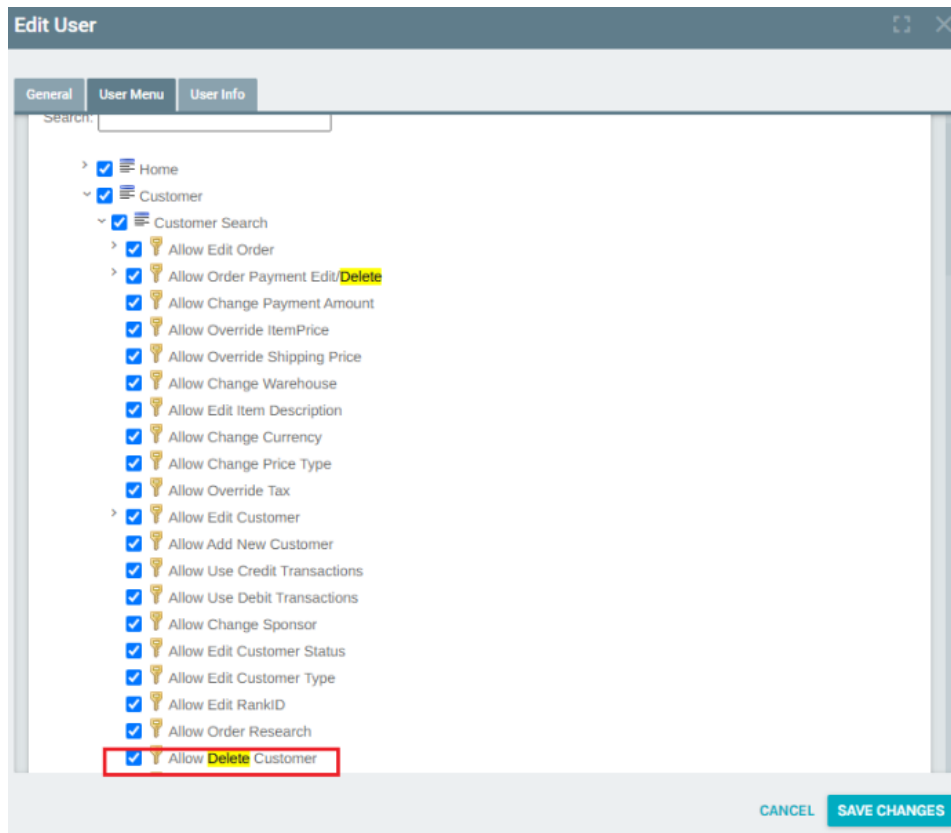 Edit User
General User Menu User Info
Search:
Home
Customer
Customer Search
Allow Edit Order
Allow Order Payment Edit/Delete
Allow Change Payment Amount
Allow Override ItemPrice
Allow Override Shipping Price
Allow Change Warehouse
Allow Edit Item Description
Allow Change Currency
Allow Change Price Type
Allow Override Tax
Allow Edit Customer
Allow Add New Customer
Allow Use Credit Transactions
Allow Use Debit Transactions
Allow Change Sponsor
Allow Edit Customer Status
Allow Edit Customer Type
Allow Edit RankID
Allow Order Research
Allow Delete Customer
CANCEL SAVE CHANGES